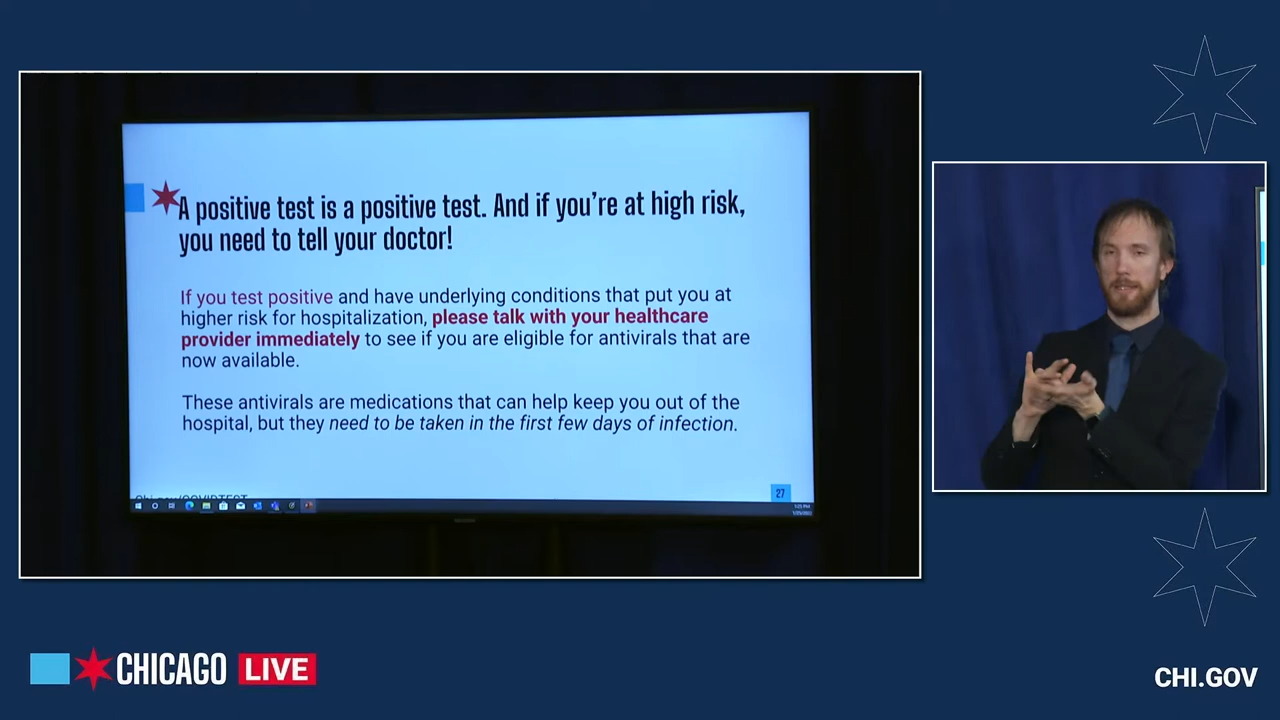 A positive test is a positive test. And if you're at high risk,
you need to tell your doctor!
If you test positive and have underlying conditions that put you at
higher risk for hospitalization, please talk with your healthcare
provider immediately to see if you are eligible for antivirals that are
now available.
These antivirals are medications that can help keep you out of the
hospital, but they need to be taken in the first few days of infection.
27
CHICAGO LIVE
CHI.GOV